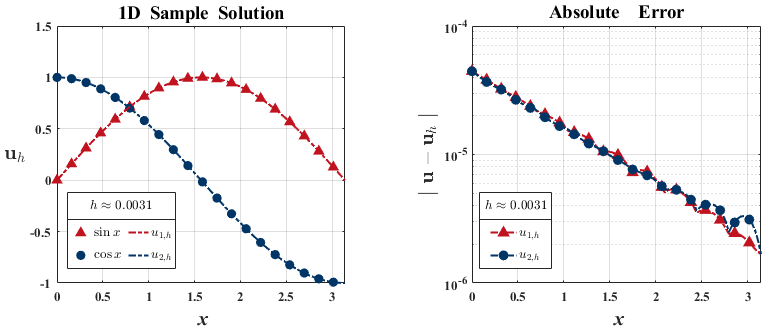 1D Sample Solution
1.5
1
0.5
0
-0.5
-1
u_h
h ≈ 0.0031
sin x u_{1,h}
cos x u_{2,h}
0 0.5 1 1.5 2 2.5 3
x
Absolute Error
10^{-4}
10^{-5}
10^{-6}
| u − u_h |
h ≈ 0.0031
u_{1,h}
u_{2,h}
0 0.5 1 1.5 2 2.5 3
x